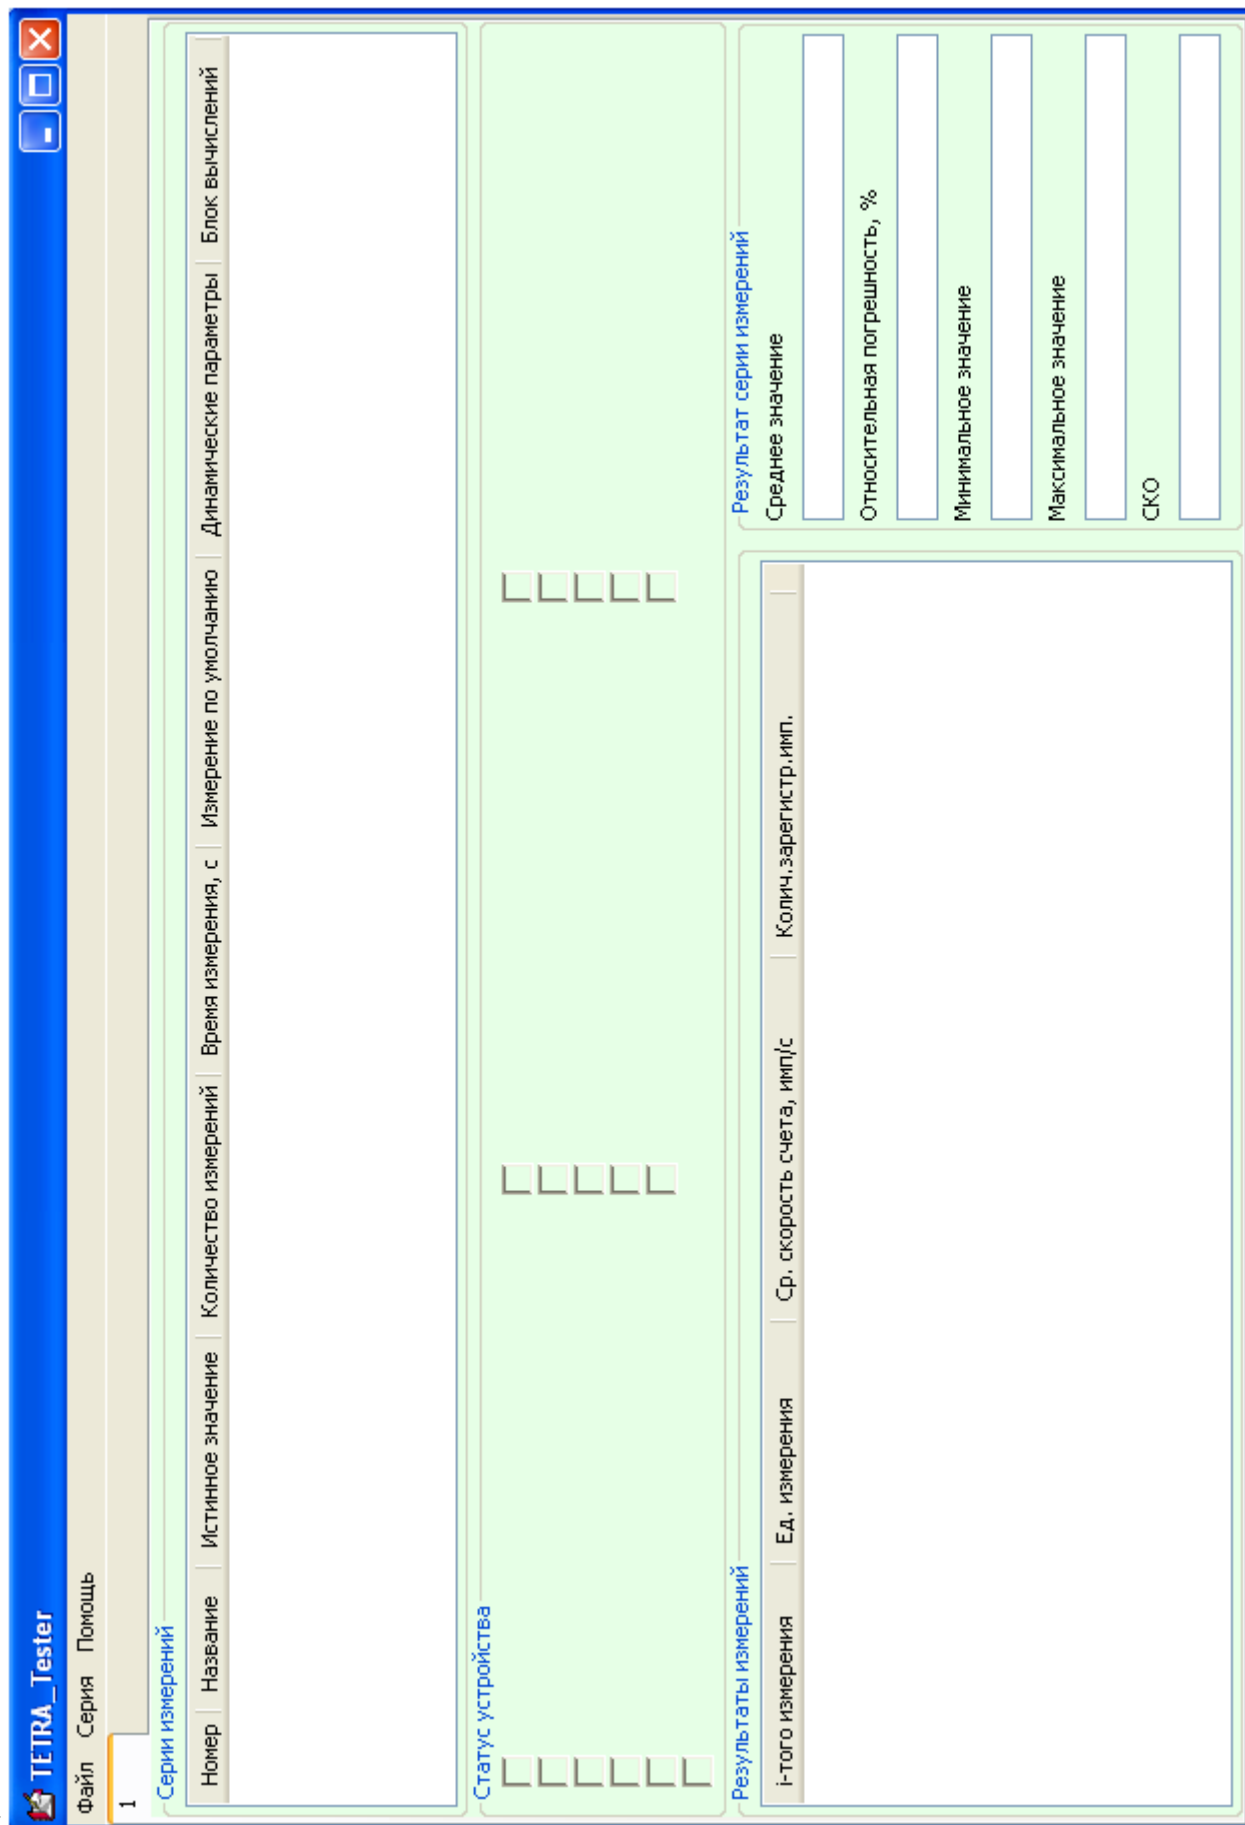 TETRA_Tester
Файл Серия Помощь
1
Серии измерений
Номер Название Истинное значение Количество измерений Время измерения, с Измерение по умолчанию Динамические параметры Блок вычислений
Статус устройства
Результаты измерений
i-того измерения Ед. измерения Ср. скорость счета, имп/с Колич.зарегистр.имп.
Результат серии измерений
Среднее значение
Относительная погрешность, %
Минимальное значение
Максимальное значение
СКО